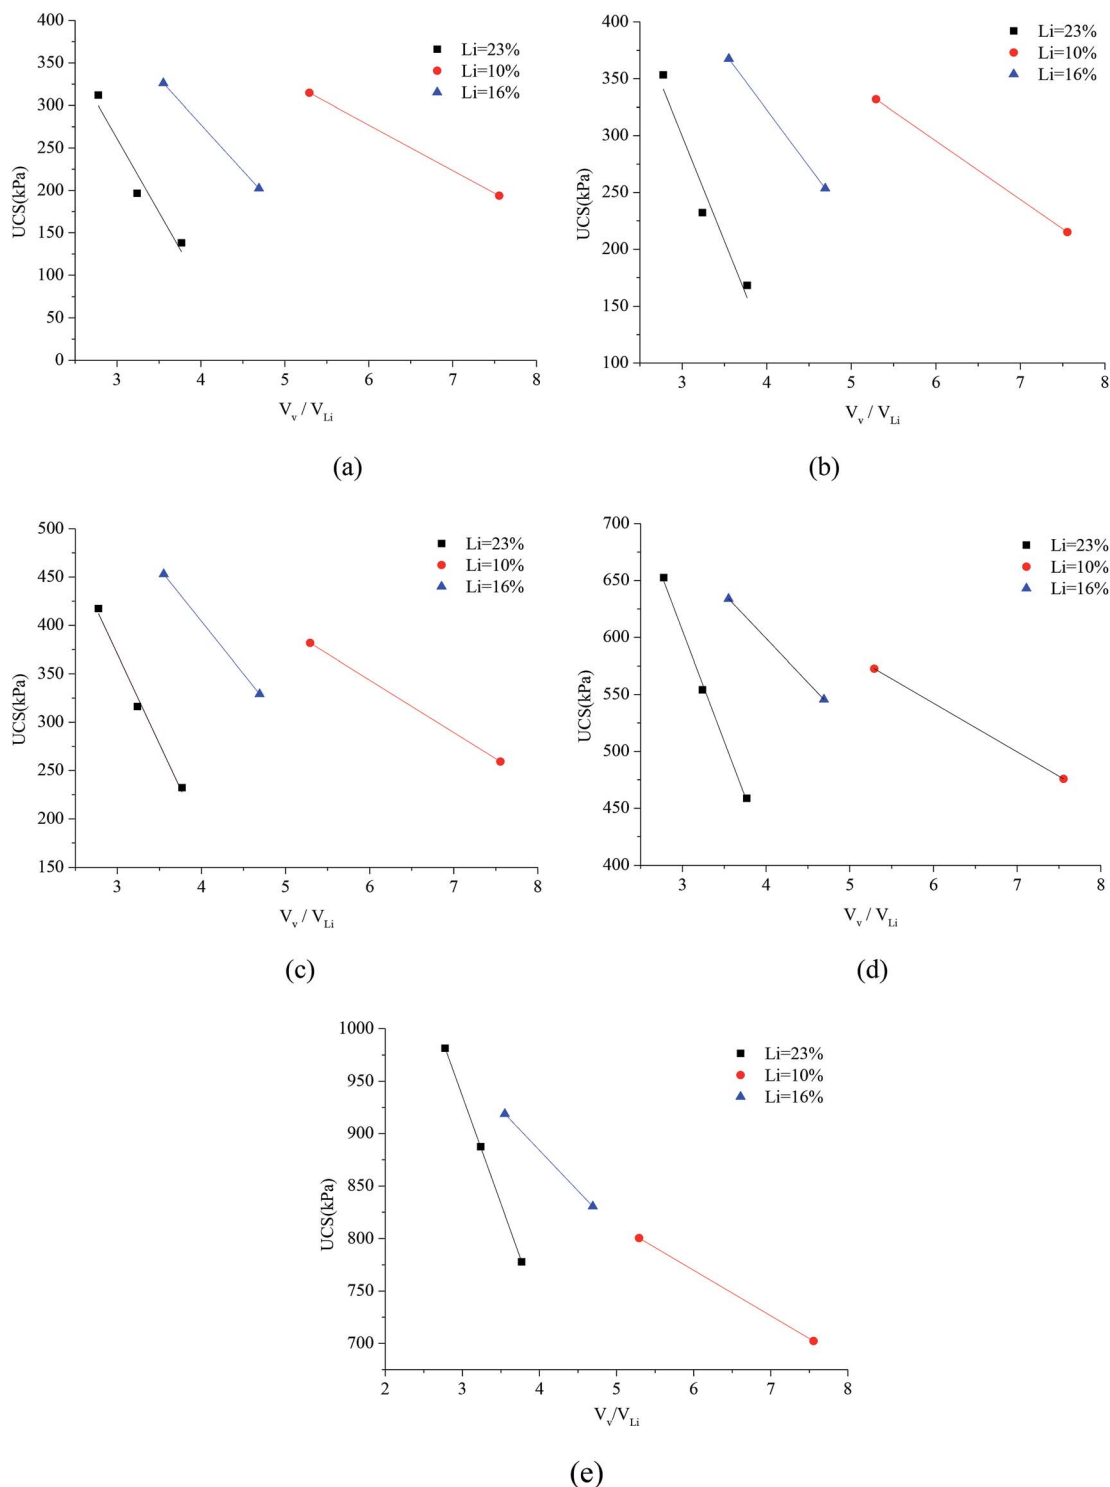 400
350
300
250
200
150
100
50
0
UCS(kPa)
Li=23%
Li=10%
Li=16%
3 4 5 6 7 8
Vv / VLi
(a)
400
350
300
250
200
150
100
UCS(kPa)
Li=23%
Li=10%
Li=16%
3 4 5 6 7 8
Vv / VLi
(b)
500
450
400
350
300
250
200
150
UCS(kPa)
Li=23%
Li=10%
Li=16%
3 4 5 6 7 8
Vv / VLi
(c)
700
650
600
550
500
450
400
UCS(kPa)
Li=23%
Li=10%
Li=16%
3 4 5 6 7 8
Vv / VLi
(d)
1000
950
900
850
800
750
700
UCS(kPa)
Li=23%
Li=10%
Li=16%
2 3 4 5 6 7 8
Vv/VLi
(e)